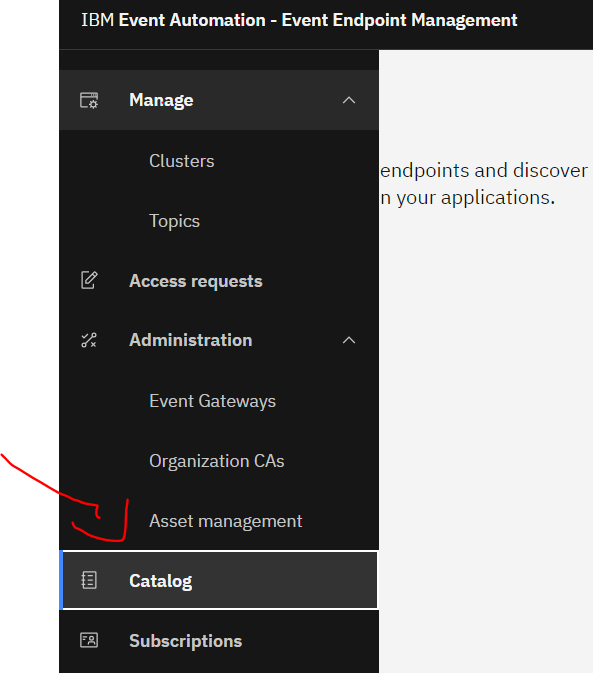 IBM Event Automation - Event Endpoint Management
Manage
Clusters
endpoints and discover
n your applications.
Topics
Access requests
Administration
Event Gateways
Organization CAs
Asset management
Catalog
Subscriptions